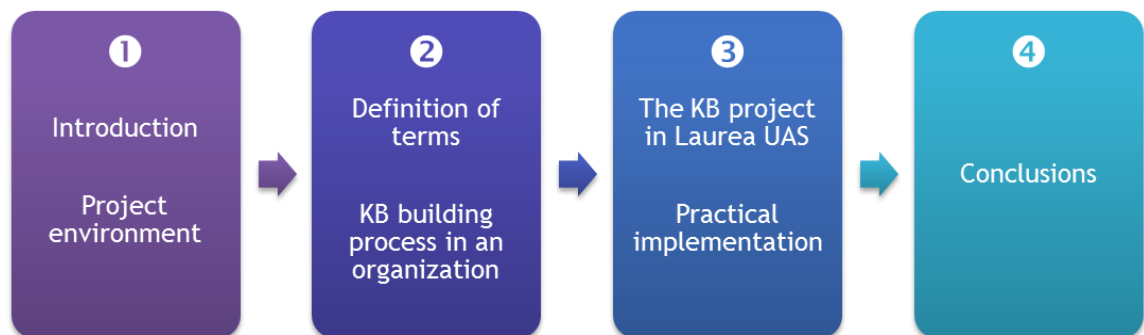 1
Introduction
Project
environment
2
Definition of
terms
KB building
process in an
organization
3
The KB project
in Laurea UAS
Practical
implementation
4
Conclusions